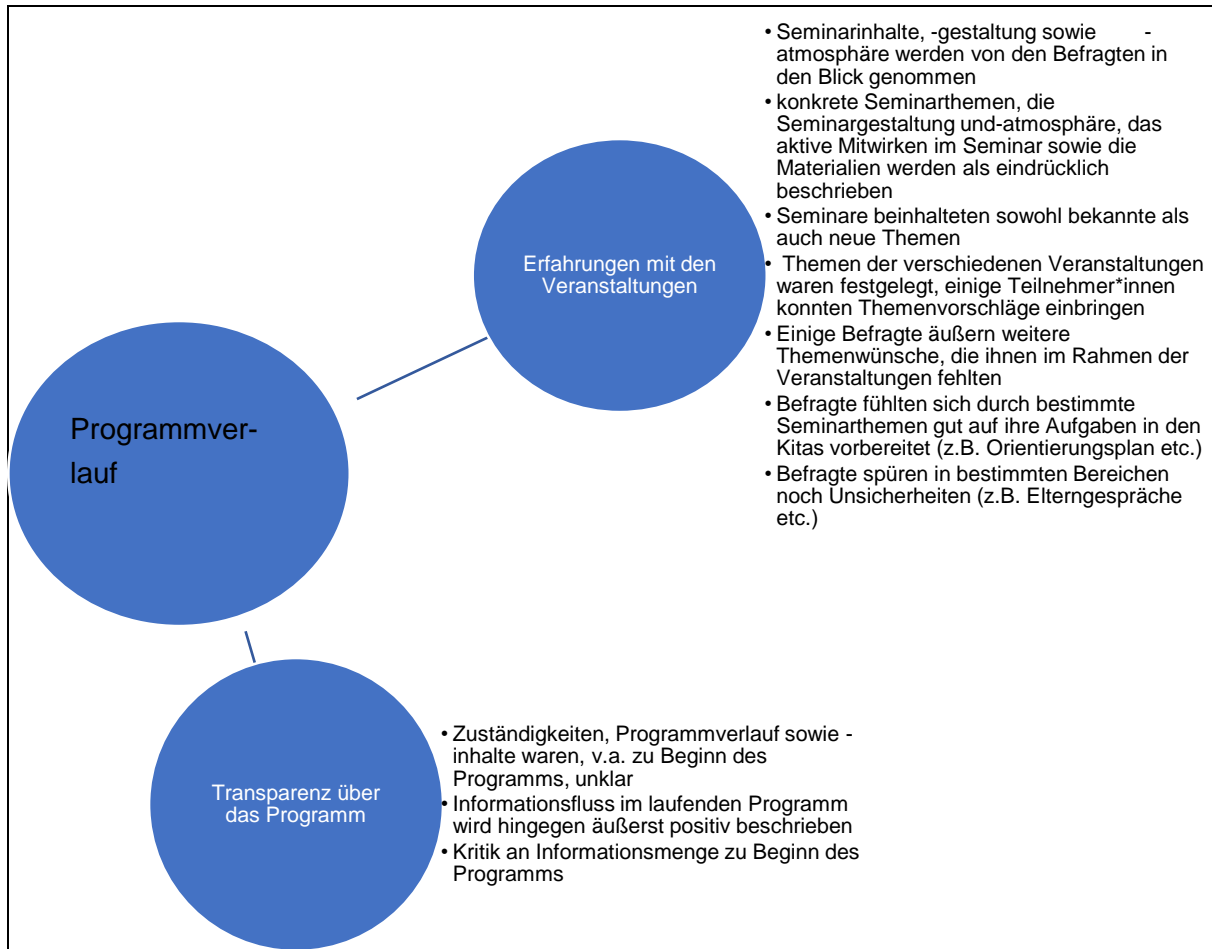 Programmver-
lauf
Erfahrungen mit den
Veranstaltungen
• Seminarinhalte, -gestaltung sowie -
atmosphäre werden von den Befragten in
den Blick genommen
• konkrete Seminarthemen, die
Seminargestaltung und-atmosphäre, das
aktive Mitwirken im Seminar sowie die
Materialien werden als eindrücklich
beschrieben
• Seminare beinhalteten sowohl bekannte als
auch neue Themen
• Themen der verschiedenen Veranstaltungen
waren festgelegt, einige Teilnehmer*innen
konnten Themenvorschläge einbringen
• Einige Befragte äußern weitere
Themenwünsche, die ihnen im Rahmen der
Veranstaltungen fehlten
• Befragte fühlten sich durch bestimmte
Seminarthemen gut auf ihre Aufgaben in den
Kitas vorbereitet (z.B. Orientierungsplan etc.)
• Befragte spüren in bestimmten Bereichen
noch Unsicherheiten (z.B. Elterngespräche
etc.)
Transparenz über
das Programm
• Zuständigkeiten, Programmverlauf sowie -
inhalte waren, v.a. zu Beginn des
Programms, unklar
• Informationsfluss im laufenden Programm
wird hingegen äußerst positiv beschrieben
• Kritik an Informationsmenge zu Beginn des
Programms